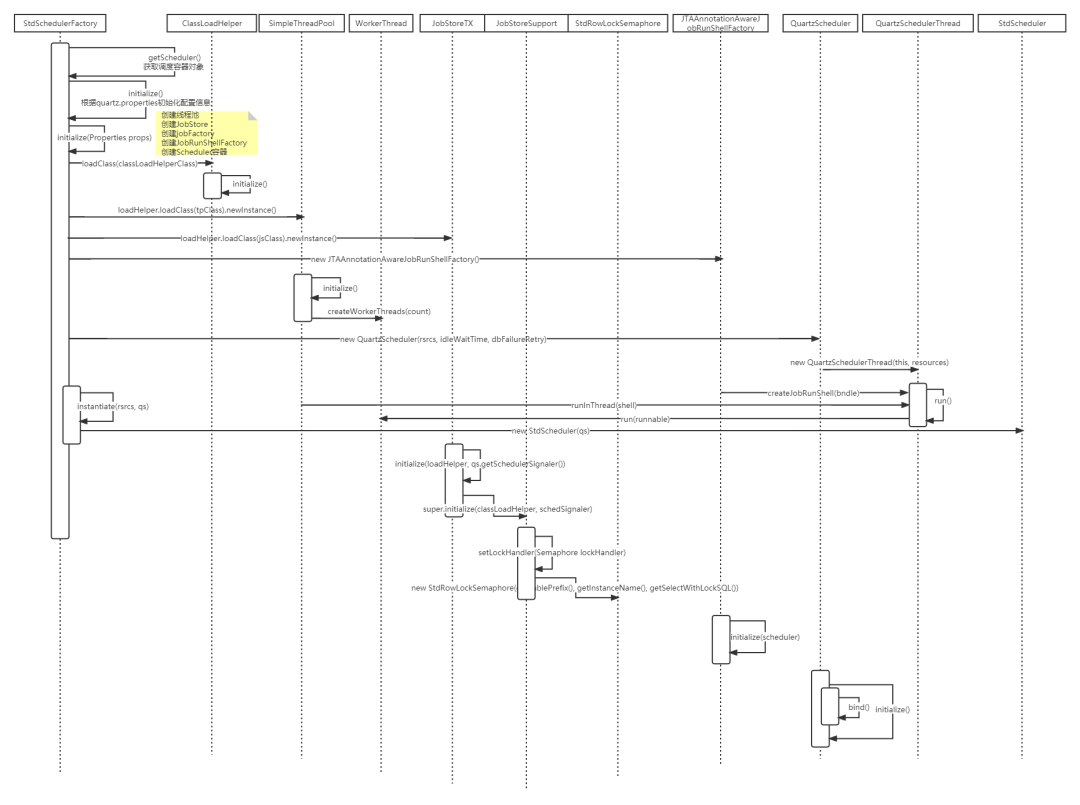 StdSchedulerFactory
ClassLoadHelper
SimpleThreadPool
WorkerThread
JobStoreTX
JobStoreSupport
StdRowLockSemaphore
JTAAnnotationAwareJ
obRunShellFactory
QuartzScheduler
QuartzSchedulerThread
StdScheduler
getScheduler()
获取调度容器对象
initialize()
根据quartz.properties初始化配置信息
创建线程池
创建JobStore
创建jobFactory
创建JobRunShellFactory
创建Scheduler容器
initialize(Properties props)
loadClass(classLoadHelperClass)
initialize()
loadHelper.loadClass(tpClass).newInstance()
loadHelper.loadClass(jsClass).newInstance()
new JTAAnnotationAwareJobRunShellFactory()
initialize()
createWorkerThreads(count)
new QuartzScheduler(rsrcs, idleWaitTime, dbFailureRetry)
new QuartzSchedulerThread(this, resources)
createJobRunShell(bndle)
run()
instantiate(rsrcs, qs)
runInThread(shell)
run(runnable)
new StdScheduler(qs)
initialize(loadHelper, qs.getSchedulerSignaler())
super.initialize(classLoadHelper, schedSignaler)
setLockHandler(Semaphore lockHandler)
new StdRowLockSemaphore( ablePrefix(), getInstanceName(), getSelectWithLockSQL())
initialize(scheduler)
bind()
initialize()